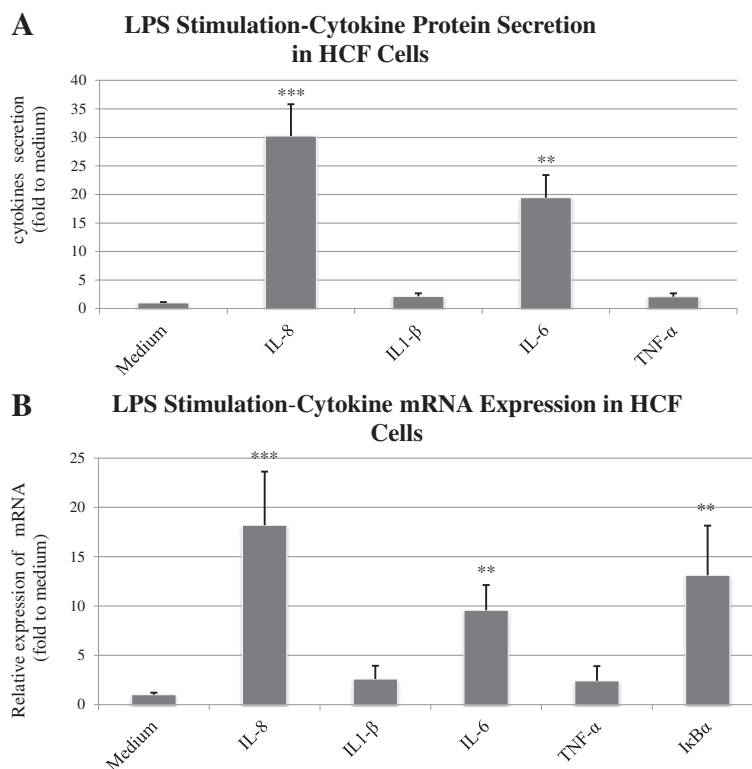 A
LPS Stimulation-Cytokine Protein Secretion
in HCF Cells
cytokines secretion
(fold to medium)
40
35
30
25
20
15
10
5
0
***
**
Medium
IL-8
IL1-β
IL-6
TNF-α
B
LPS Stimulation-Cytokine mRNA Expression in HCF
Cells
Relative expression of mRNA
(fold to medium)
25
20
15
10
5
0
***
**
**
Medium
IL-8
IL1-β
IL-6
TNF-α
IκBα